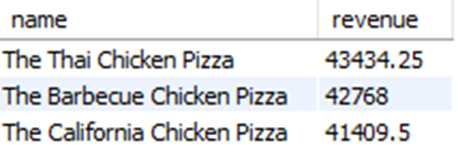 name revenue
The Thai Chicken Pizza 43434.25
The Barbecue Chicken Pizza 42768
The California Chicken Pizza 41409.5